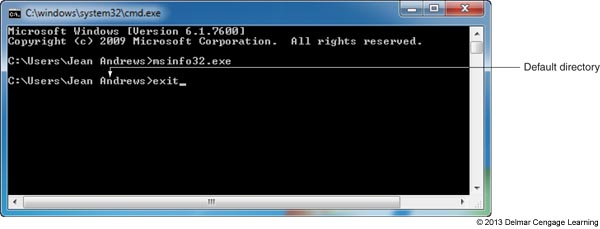 C:\windows\system32\cmd.exe
Microsoft Windows [Version 6.1.7600]
Copyright (c) 2009 Microsoft Corporation.  All rights reserved.
C:\Users\Jean Andrews>msinfo32.exe
Default directory
C:\Users\Jean Andrews>exit_
© 2013 Delmar Cengage Learning